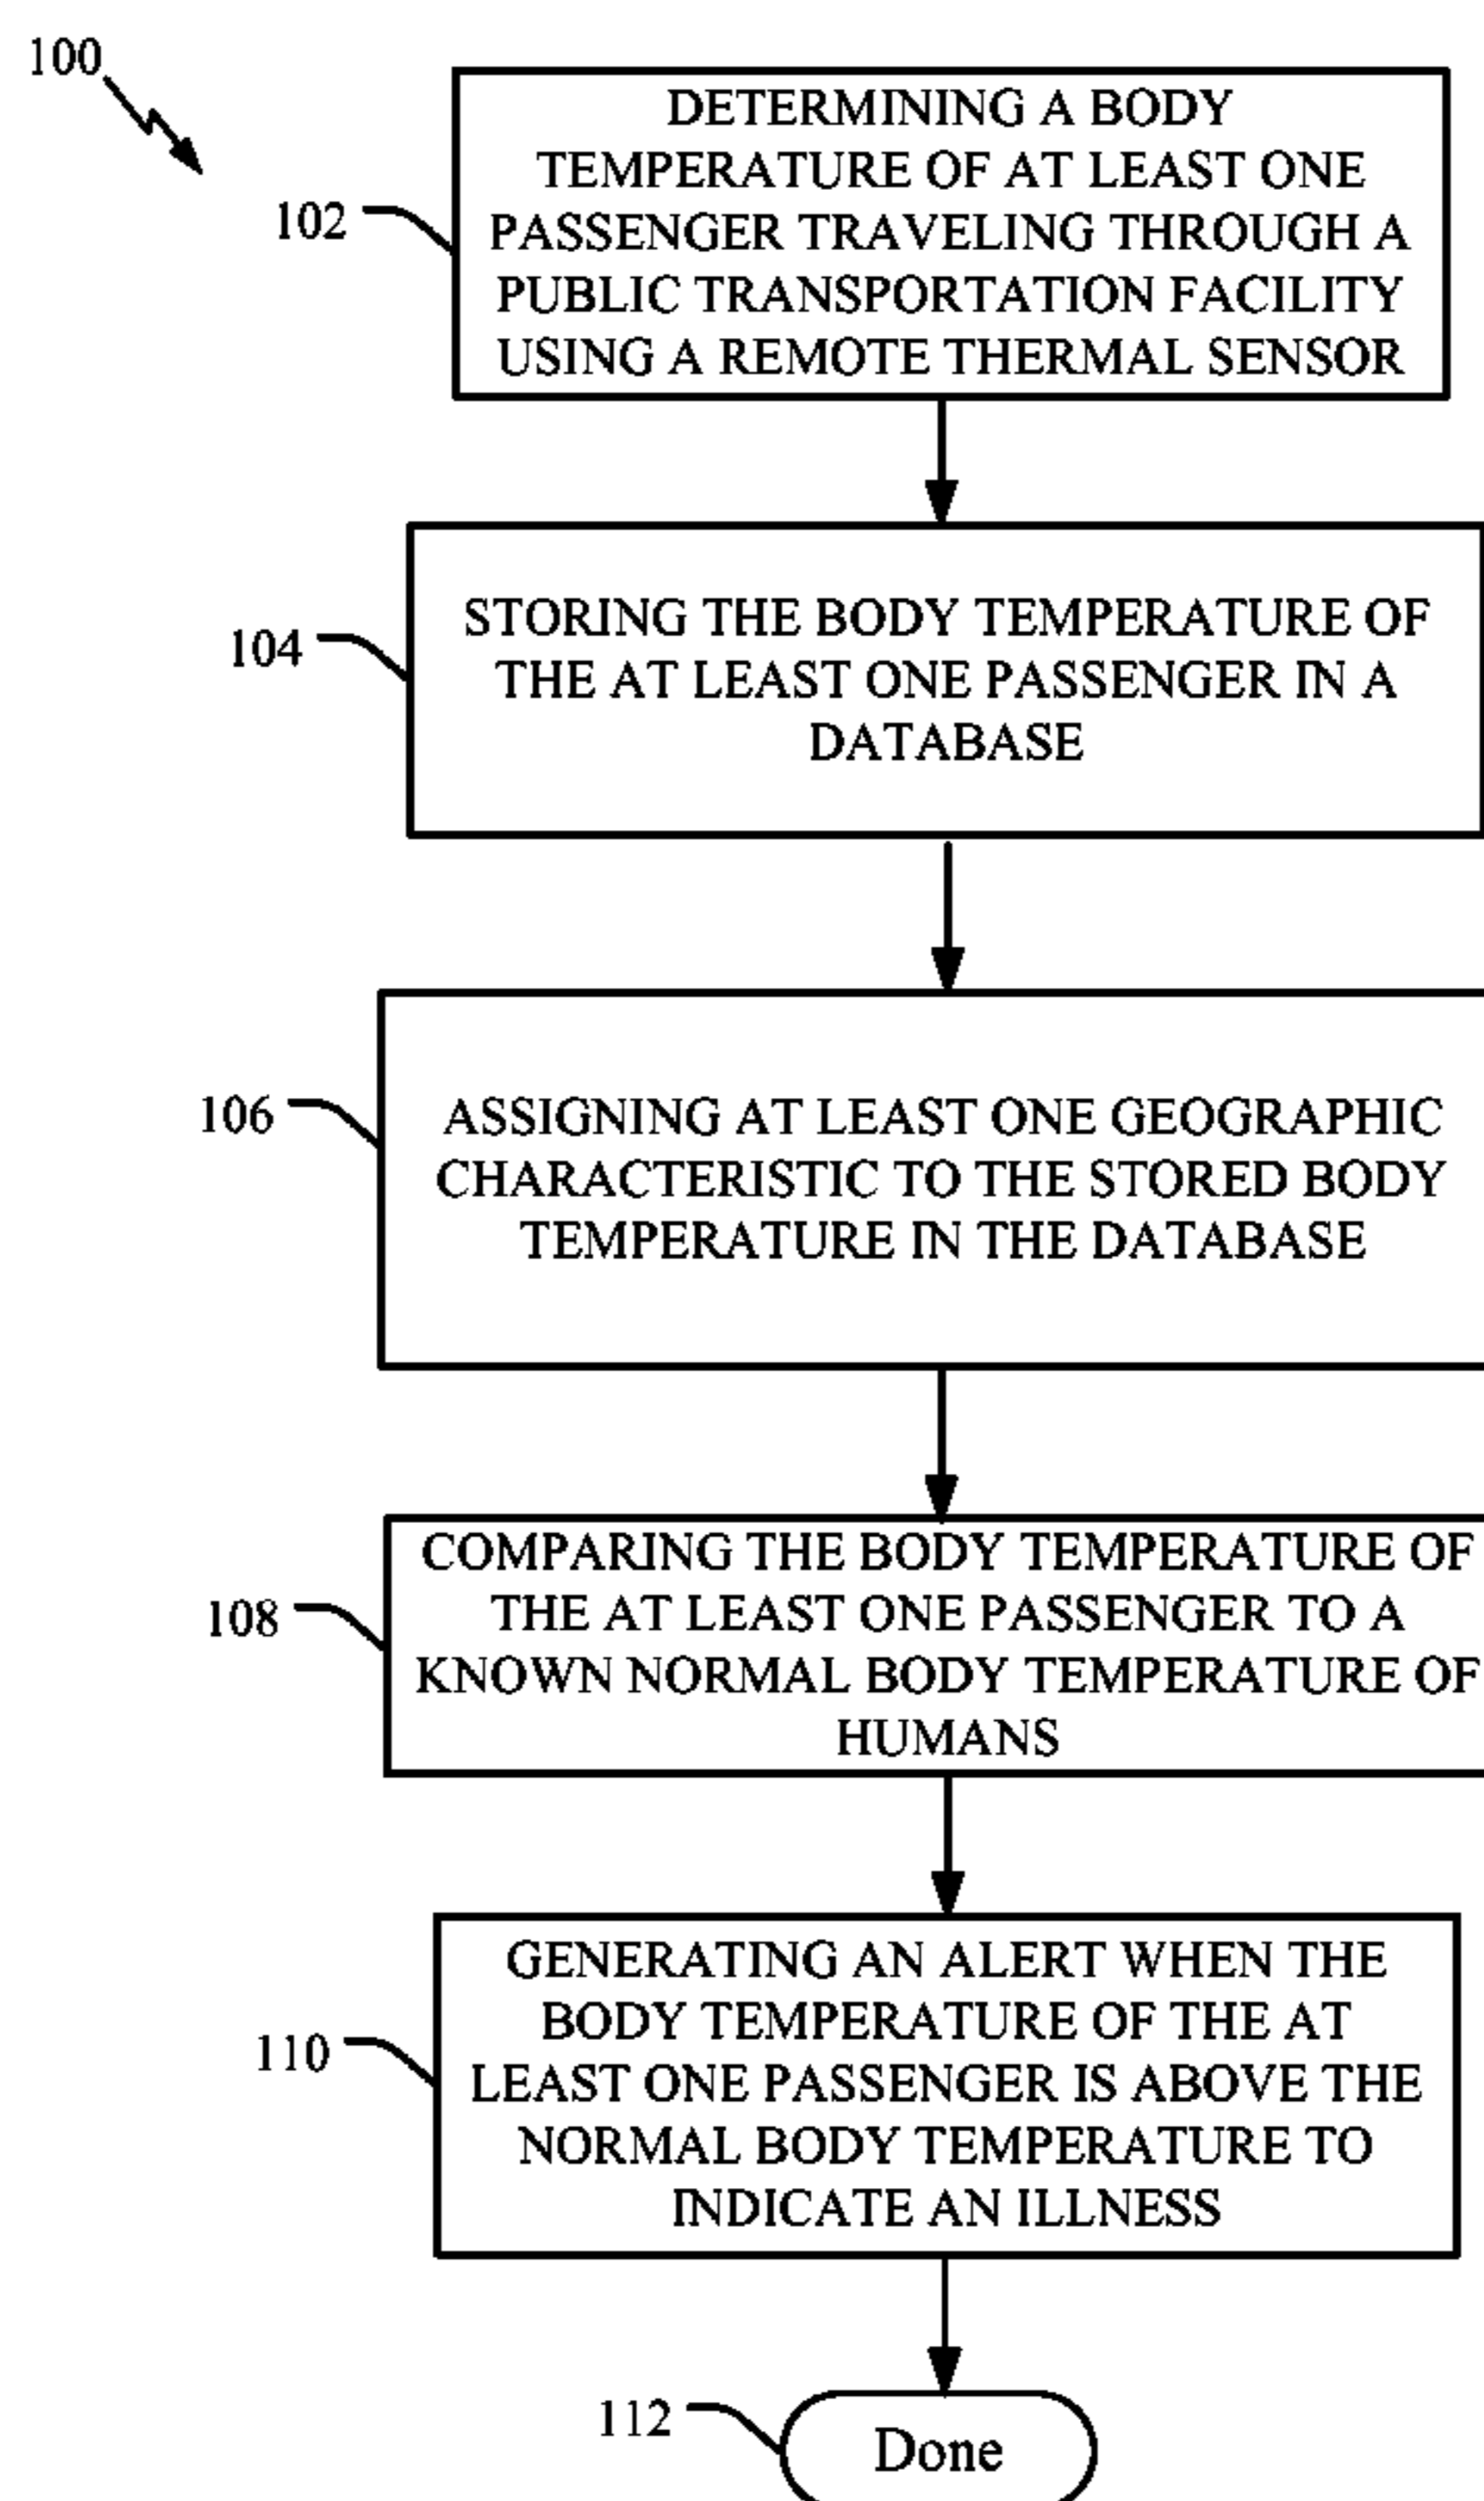 100
DETERMINING A BODY
TEMPERATURE OF AT LEAST ONE
PASSENGER TRAVELING THROUGH A
PUBLIC TRANSPORTATION FACILITY
USING A REMOTE THERMAL SENSOR
102
STORING THE BODY TEMPERATURE OF
THE AT LEAST ONE PASSENGER IN A
DATABASE
104
ASSIGNING AT LEAST ONE GEOGRAPHIC
CHARACTERISTIC TO THE STORED BODY
TEMPERATURE IN THE DATABASE
106
COMPARING THE BODY TEMPERATURE OF
THE AT LEAST ONE PASSENGER TO A
KNOWN NORMAL BODY TEMPERATURE OF
HUMANS
108
GENERATING AN ALERT WHEN THE
BODY TEMPERATURE OF THE AT
LEAST ONE PASSENGER IS ABOVE THE
NORMAL BODY TEMPERATURE TO
INDICATE AN ILLNESS
110
112
Done